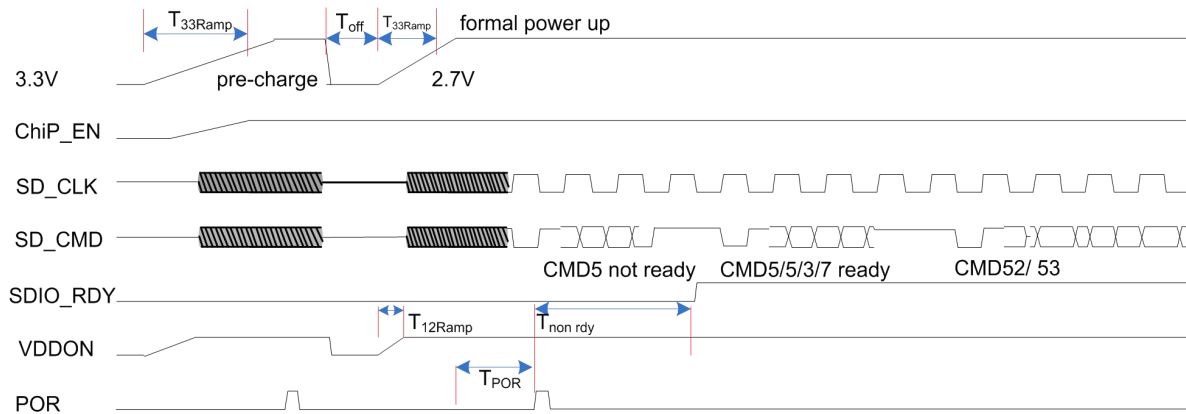 T33Ramp Toff T33Ramp formal power up
3.3V pre-charge 2.7V
ChiP_EN
SD_CLK
SD_CMD
CMD5 not ready CMD5/5/3/7 ready CMD52/ 53
SDIO_RDY
T12Ramp Tnon rdy
VDDON
TPOR
POR